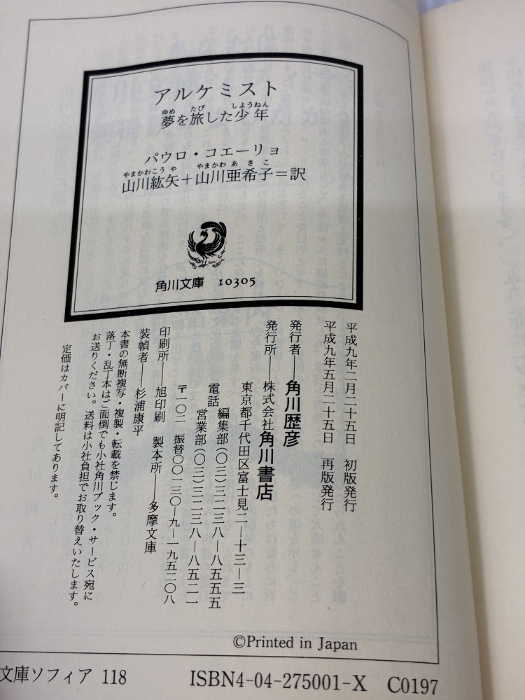 アルケミスト
ゆめ たび しょうねん
夢を旅した少年
パウロ・コエーリョ
やまかわこうや やまかわあきこ
山川紘矢＋山川亜希子＝訳
角川文庫 10305
平成九年二月二十五日 初版発行
平成九年五月二十五日 再版発行
発行者——角川歴彦
発行所——株式会社角川書店
東京都千代田区富士見二—十三—三
電話 編集部（〇三）三二三八—八五五五
営業部（〇三）三二三八—八五二一
〒一〇二 振替〇〇一三〇—九—一九五二〇八
印刷所——旭印刷 製本所——多摩文庫
装幀者——杉浦康平
本書の無断複写・複製・転載を禁じます。
落丁・乱丁本はご面倒でも小社角川ブック・サービス宛に
お送りください。送料は小社負担でお取り替えいたします。
定価はカバーに明記してあります。
©Printed in Japan
文庫ソフィア 118 ISBN4-04-275001-X C0197